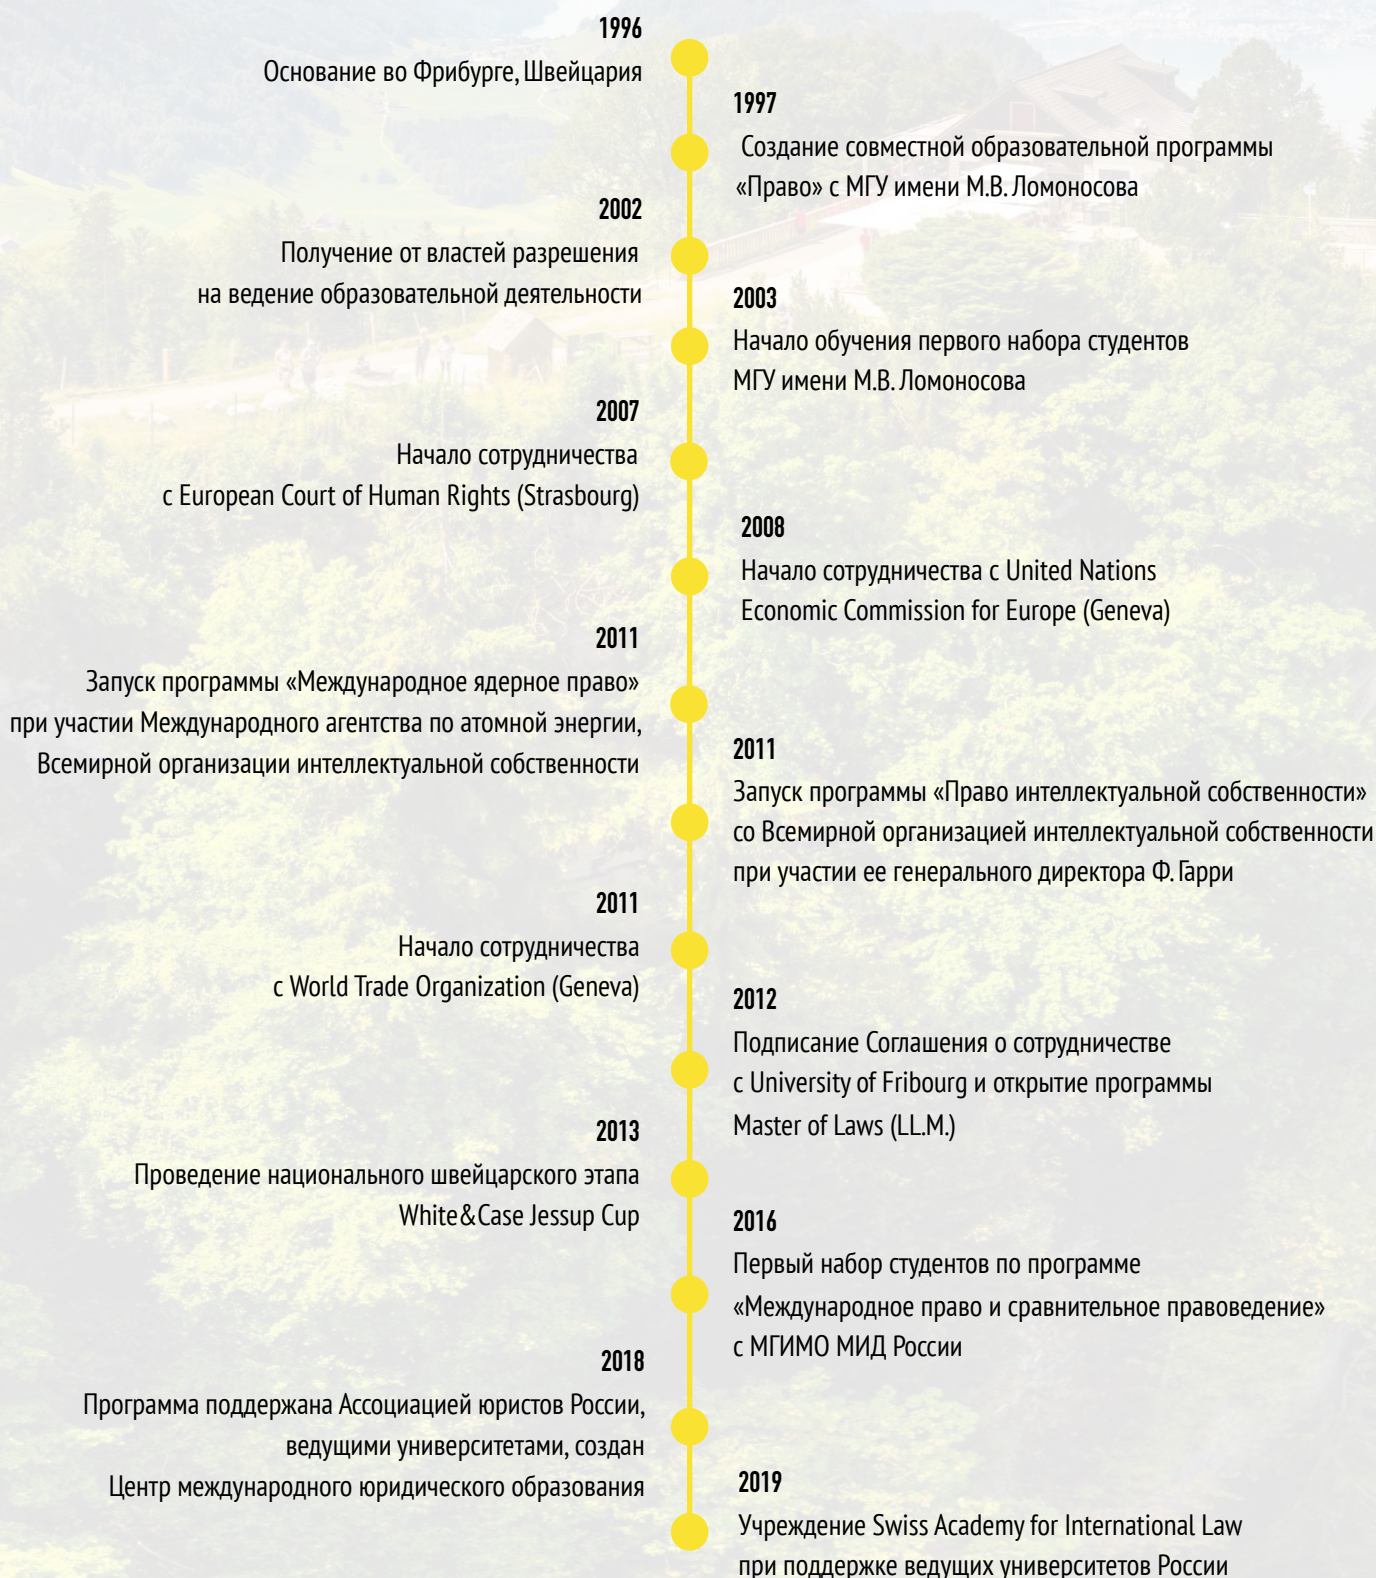 1996
Основание во Фрибурге, Швейцария
1997
Создание совместной образовательной программы
«Право» с МГУ имени М.В. Ломоносова
2002
Получение от властей разрешения
на ведение образовательной деятельности
2003
Начало обучения первого набора студентов
МГУ имени М.В. Ломоносова
2007
Начало сотрудничества
с European Court of Human Rights (Strasbourg)
2008
Начало сотрудничества с United Nations
Economic Commission for Europe (Geneva)
2011
Запуск программы «Международное ядерное право»
при участии Международного агентства по атомной энергии,
Всемирной организации интеллектуальной собственности
2011
Запуск программы «Право интеллектуальной собственности»
со Всемирной организацией интеллектуальной собственности
при участии ее генерального директора Ф. Гарри
2011
Начало сотрудничества
с World Trade Organization (Geneva)
2012
Подписание Соглашения о сотрудничестве
с University of Fribourg и открытие программы
Master of Laws (LL.M.)
2013
Проведение национального швейцарского этапа
White&Case Jessup Cup
2016
Первый набор студентов по программе
«Международное право и сравнительное правоведение»
с МГИМО МИД России
2018
Программа поддержана Ассоциацией юристов России,
ведущими университетами, создан
Центр международного юридического образования
2019
Учреждение Swiss Academy for International Law
при поддержке ведущих университетов России